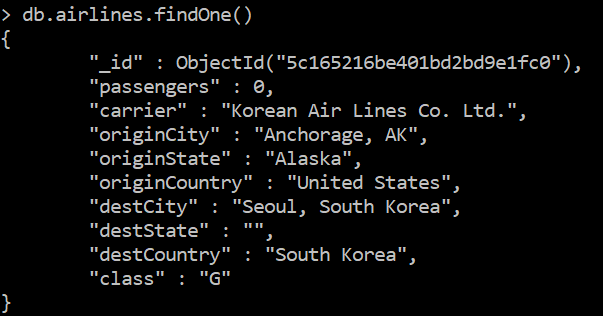 > db.airlines.findOne()
{
        "_id" : ObjectId("5c165216be401bd2bd9e1fc0"),
        "passengers" : 0,
        "carrier" : "Korean Air Lines Co. Ltd.",
        "originCity" : "Anchorage, AK",
        "originState" : "Alaska",
        "originCountry" : "United States",
        "destCity" : "Seoul, South Korea",
        "destState" : "",
        "destCountry" : "South Korea",
        "class" : "G"
}